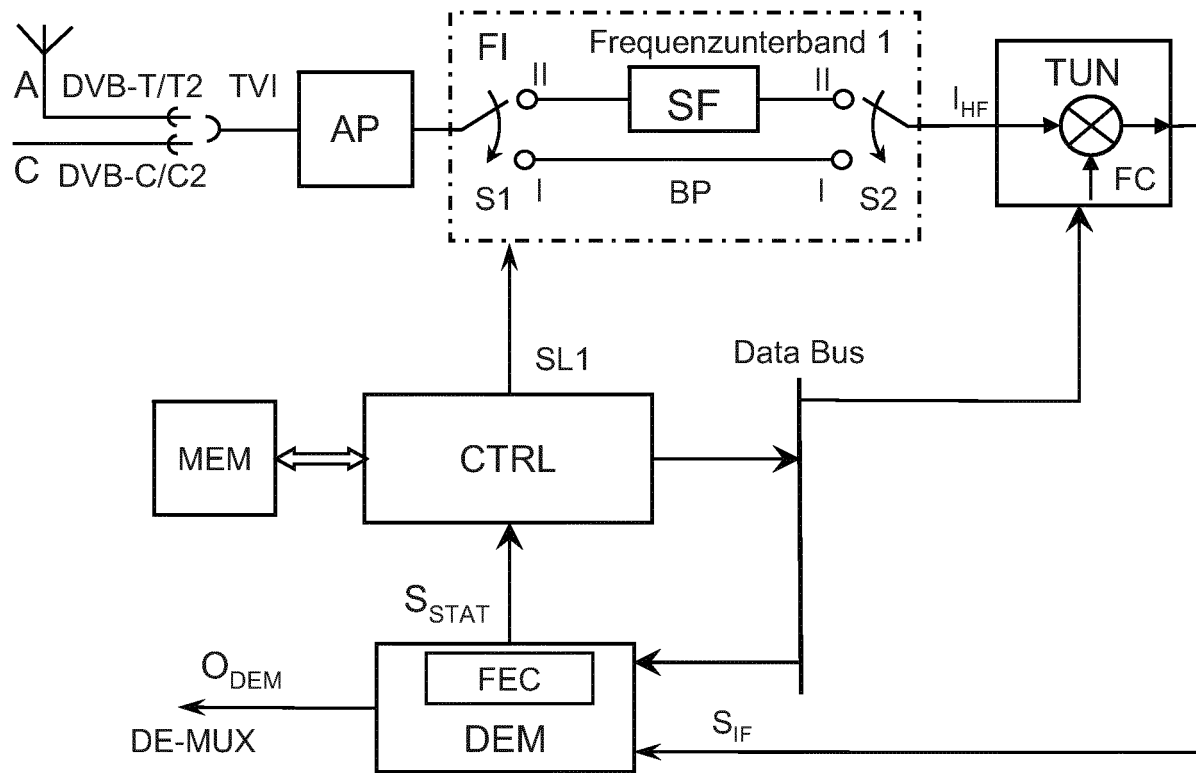 FI
Frequenzunterband 1
A
DVB-T/T2
TVI
II
II
TUN
AP
SF
I_HF
C
DVB-C/C2
S1
I
BP
I
S2
FC
SL1
Data Bus
MEM
CTRL
S_STAT
O_DEM
FEC
DE-MUX
DEM
S_IF